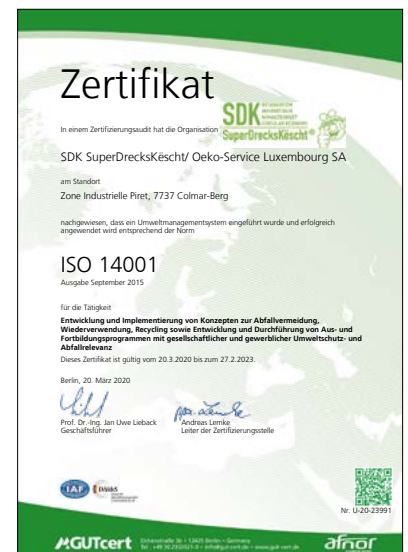 Zertifikat
SDK
SuperDrecksKëscht®
In einem Zertifizierungsaudit hat die Organisation
SDK SuperDrecksKëscht/ Oeko-Service Luxembourg SA
am Standort
Zone Industrielle Piret, 7737 Colmar-Berg
nachgewiesen, dass ein Umweltmanagementsystem eingeführt wurde und erfolgreich
angewendet wird entsprechend der Norm
ISO 14001
Ausgabe September 2015
für die Tätigkeit
Entwicklung und Implementierung von Konzepten zur Abfallvermeidung,
Wiederverwendung, Recycling sowie Entwicklung und Durchführung von Aus- und
Fortbildungsprogrammen mit gesellschaftlicher und gewerblicher Umweltschutz- und
Abfallrelevanz
Dieses Zertifikat ist gültig vom 20.3.2020 bis zum 27.2.2023.
Berlin, 20. März 2020
Prof. Dr.-Ing. Jan Uwe Lieback
Geschäftsführer
Andreas Lemke
Leiter der Zertifizierungsstelle
IAF
DAkkS
Nr. U-20-23991
GUTcert
afnor